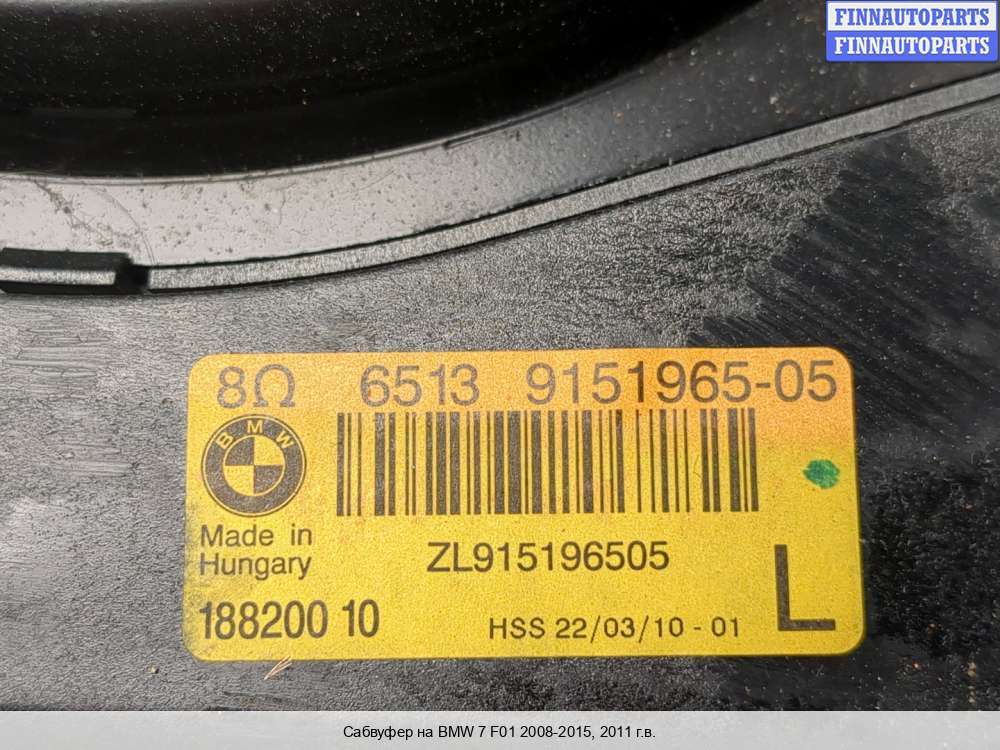 FINNAUTOPARTS
FINNAUTOPARTS
8Ω 6513 9151965-05
BMW
Made in
Hungary
ZL915196505
L
188200 10
HSS 22/03/10 - 01
Сабвуфер на BMW 7 F01 2008-2015, 2011 г.в.